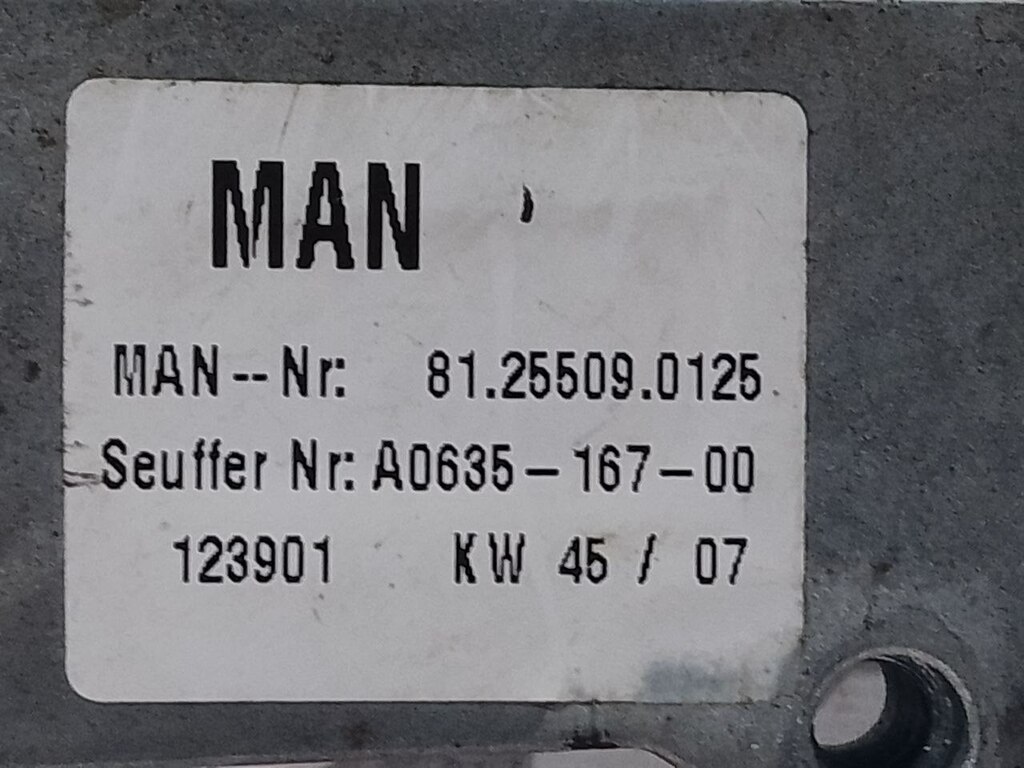 MAN
MAN--Nr: 81.25509.0125
Seuffer Nr: A0635-167-00
123901 KW 45 / 07